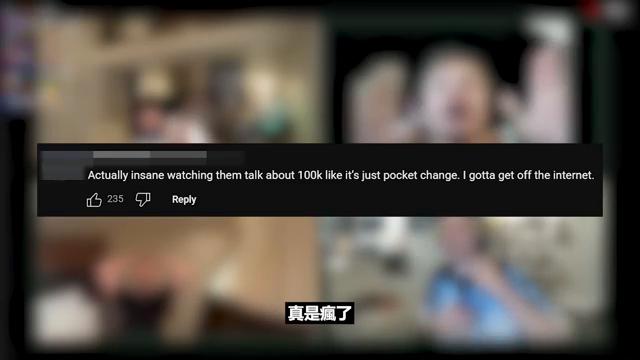 Actually insane watching them talk about 100k like it's just pocket change. I gotta get off the internet.
235 Reply
真是瘋了